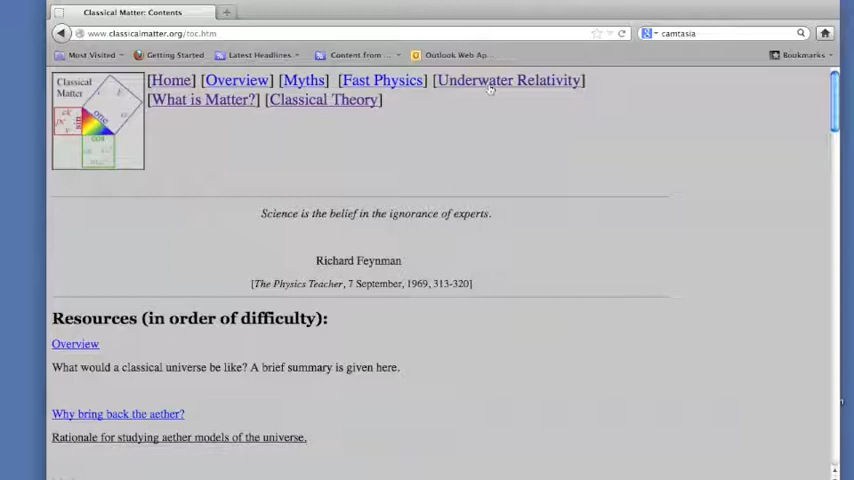 Classical Matter: Contents
www.classicalmatter.org/toc.htm
camtasia
Most Visited
Getting Started
Latest Headlines
Content from ...
Outlook Web Ap...
Bookmarks
Classical
Matter
[Home] [Overview] [Myths] [Fast Physics] [Underwater Relativity]
[What is Matter?] [Classical Theory]
sin
one
cos
Science is the belief in the ignorance of experts.
Richard Feynman
[The Physics Teacher, 7 September, 1969, 313-320]
Resources (in order of difficulty):
Overview
What would a classical universe be like? A brief summary is given here.
Why bring back the aether?
Rationale for studying aether models of the universe.